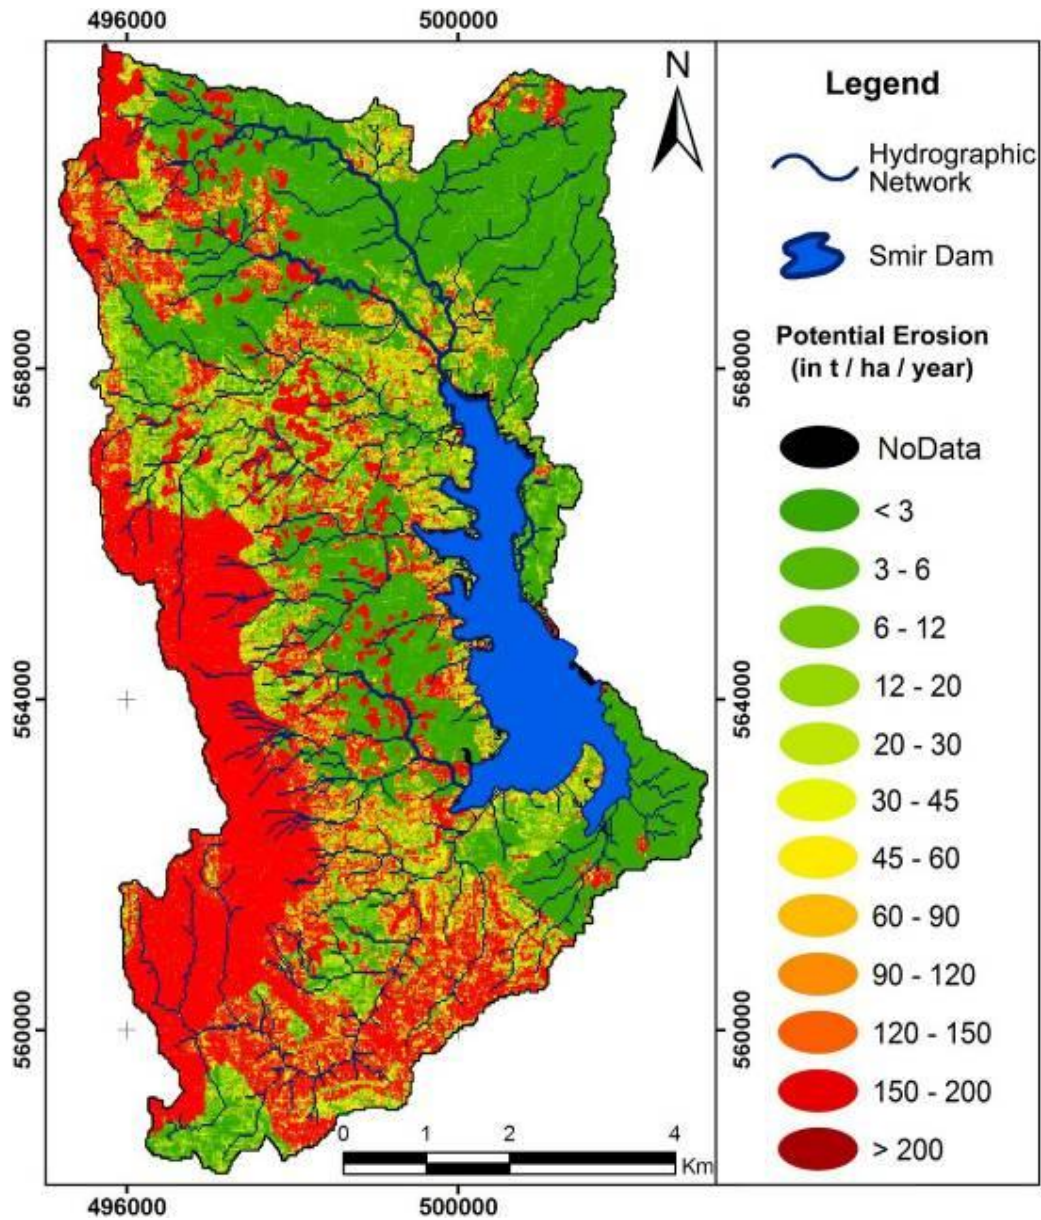 496000
500000
N
Legend
Hydrographic
Network
Smir Dam
Potential Erosion
(in t / ha / year)
NoData
< 3
3 - 6
6 - 12
12 - 20
20 - 30
30 - 45
45 - 60
60 - 90
90 - 120
120 - 150
150 - 200
> 200
568000
568000
564000
564000
560000
560000
0 1 2 4
Km
496000
500000